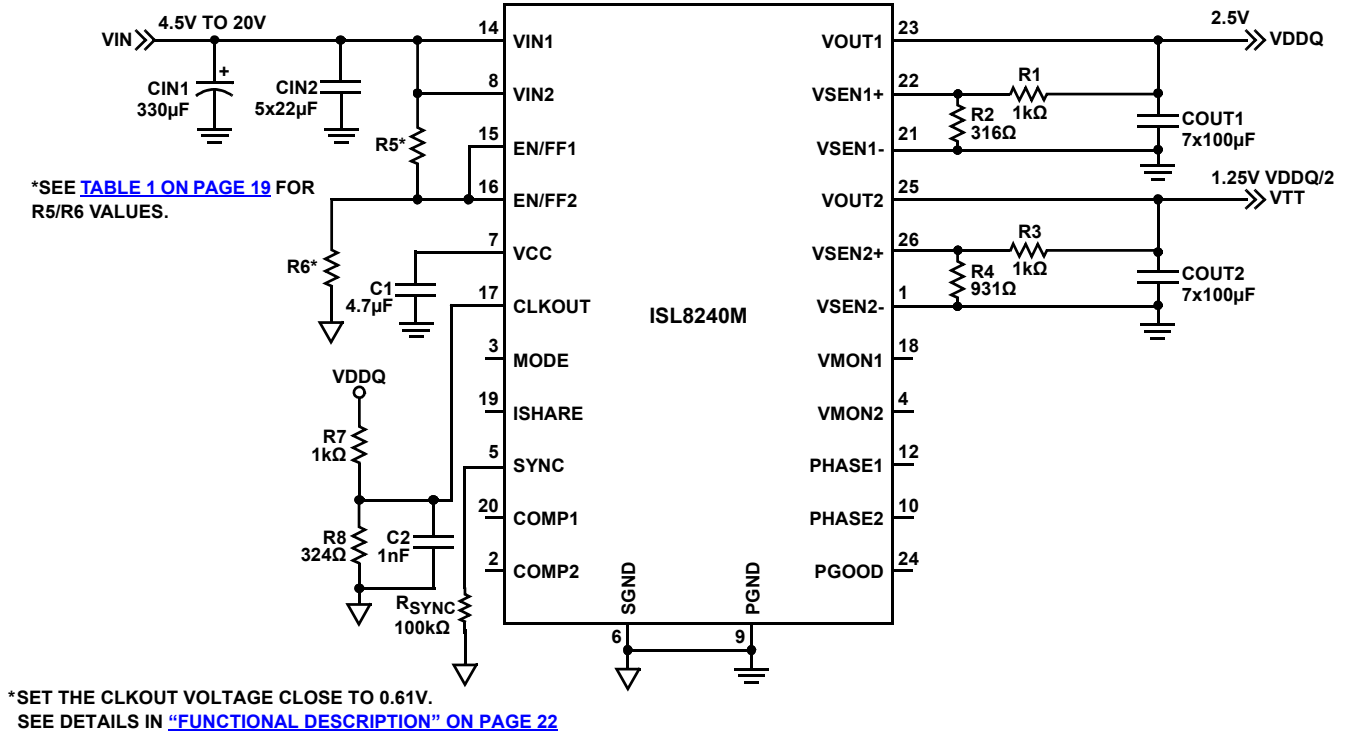 4.5V TO 20V
VIN
CIN1
+
330µF
CIN2
5x22µF
R5*
*SEE TABLE 1 ON PAGE 19 FOR
R5/R6 VALUES.
R6*
C1
4.7µF
VDDQ
R7
1kΩ
R8
324Ω
C2
1nF
RSYNC
100kΩ
14
VIN1
8
VIN2
15
EN/FF1
16
EN/FF2
7
VCC
17
CLKOUT
3
MODE
19
ISHARE
5
SYNC
20
COMP1
2
COMP2
ISL8240M
SGND
6
PGND
9
VOUT1
23
VSEN1+
22
VSEN1-
21
VOUT2
25
VSEN2+
26
VSEN2-
1
VMON1
18
VMON2
4
PHASE1
12
PHASE2
10
PGOOD
24
2.5V
VDDQ
R1
1kΩ
R2
316Ω
COUT1
7x100µF
1.25V VDDQ/2
VTT
R3
1kΩ
R4
931Ω
COUT2
7x100µF
*SET THE CLKOUT VOLTAGE CLOSE TO 0.61V.
SEE DETAILS IN “FUNCTIONAL DESCRIPTION” ON PAGE 22